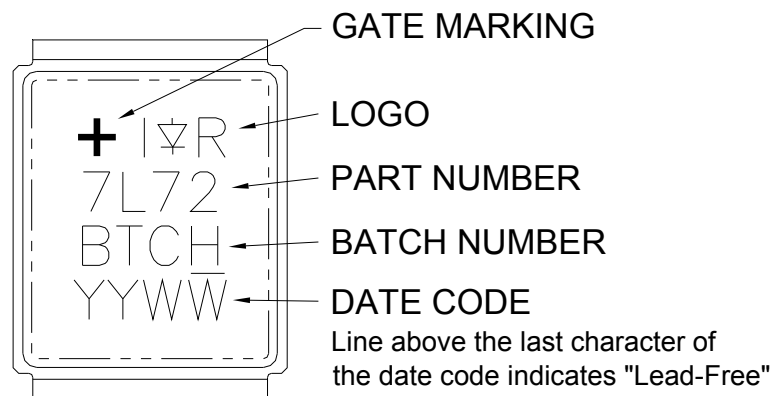 GATE MARKING
+ I R
LOGO
7L72
PART NUMBER
BTCH
BATCH NUMBER
YYWW̅
DATE CODE
Line above the last character of
the date code indicates "Lead-Free"